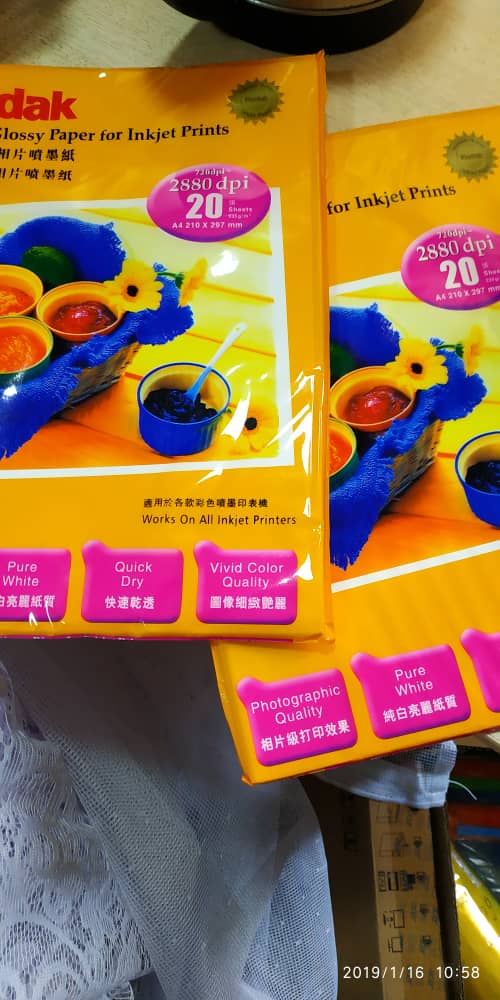 dak
Glossy Paper for Inkjet Prints
相片噴墨紙
相片噴墨紙
720dpi~
2880 dpi
20 張
Sheets
A4 210 X 297 mm
適用於各款彩色噴墨印表機
Works On All Inkjet Printers
Pure
White
白亮麗紙質
Quick
Dry
快速乾透
Vivid Color
Quality
圖像細緻艷麗
for Inkjet Prints
720dpi~
2880 dpi
20
A4 210 X 297 mm
Photographic
Quality
相片級打印效果
Pure
White
純白亮麗紙質
2019/1/16 10:58